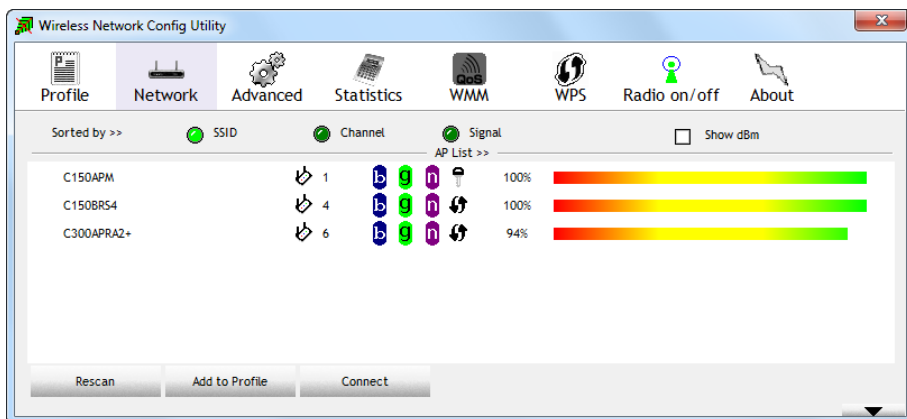 Wireless Network Config Utility
x
P=
QoS
Profile Network Advanced Statistics WMM WPS Radio on/off About
Sorted by >> SSID Channel Signal Show dBm
AP List >>
C150APM 1 b g n 100%
C150BRS4 4 b g n 100%
C300APRA2+ 6 b g n 94%
Rescan Add to Profile Connect